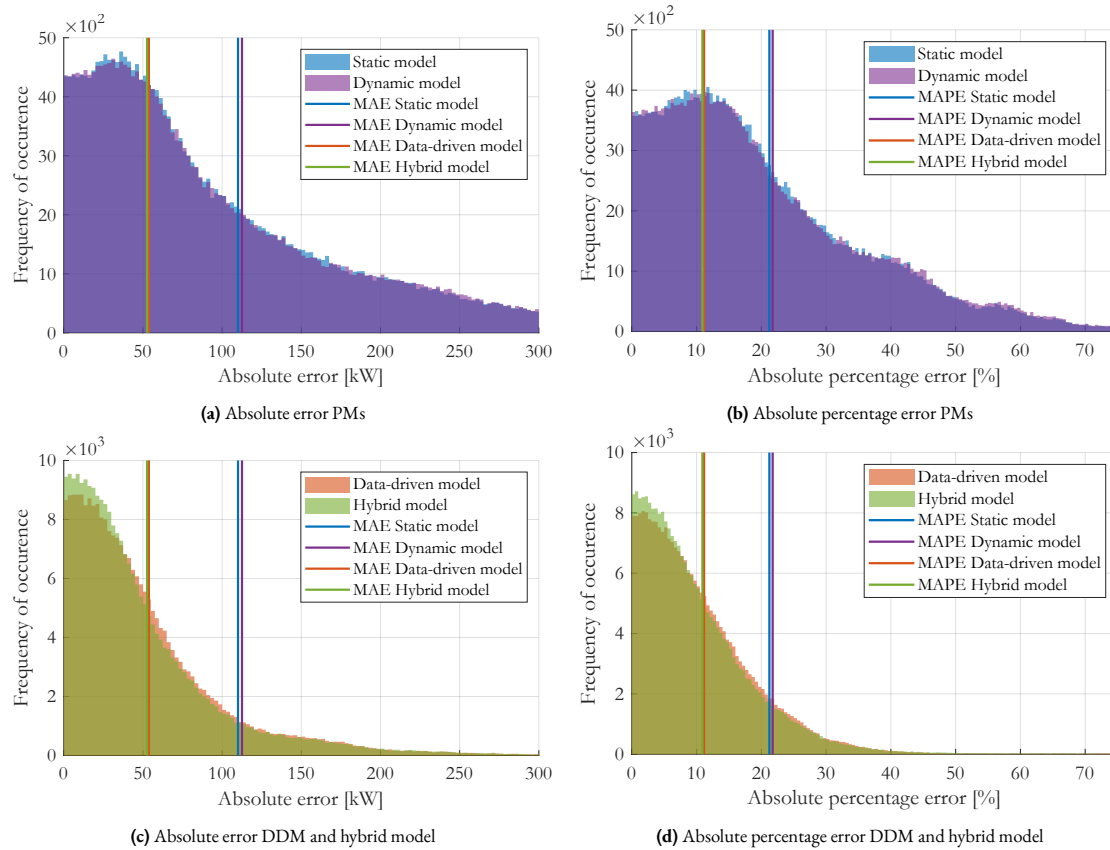 ×10²
50
40
30
20
10
0
Frequency of occurence
Static model
Dynamic model
MAE Static model
MAE Dynamic model
MAE Data-driven model
MAE Hybrid model
0 50 100 150 200 250 300
Absolute error [kW]
(a) Absolute error PMs
×10²
50
40
30
20
10
0
Frequency of occurence
Static model
Dynamic model
MAPE Static model
MAPE Dynamic model
MAPE Data-driven model
MAPE Hybrid model
0 10 20 30 40 50 60 70
Absolute percentage error [%]
(b) Absolute percentage error PMs
×10³
10
8
6
4
2
0
Frequency of occurence
Data-driven model
Hybrid model
MAE Static model
MAE Dynamic model
MAE Data-driven model
MAE Hybrid model
0 50 100 150 200 250 300
Absolute error [kW]
(c) Absolute error DDM and hybrid model
×10³
10
8
6
4
2
0
Frequency of occurence
Data-driven model
Hybrid model
MAPE Static model
MAPE Dynamic model
MAPE Data-driven model
MAPE Hybrid model
0 10 20 30 40 50 60 70
Absolute percentage error [%]
(d) Absolute percentage error DDM and hybrid model